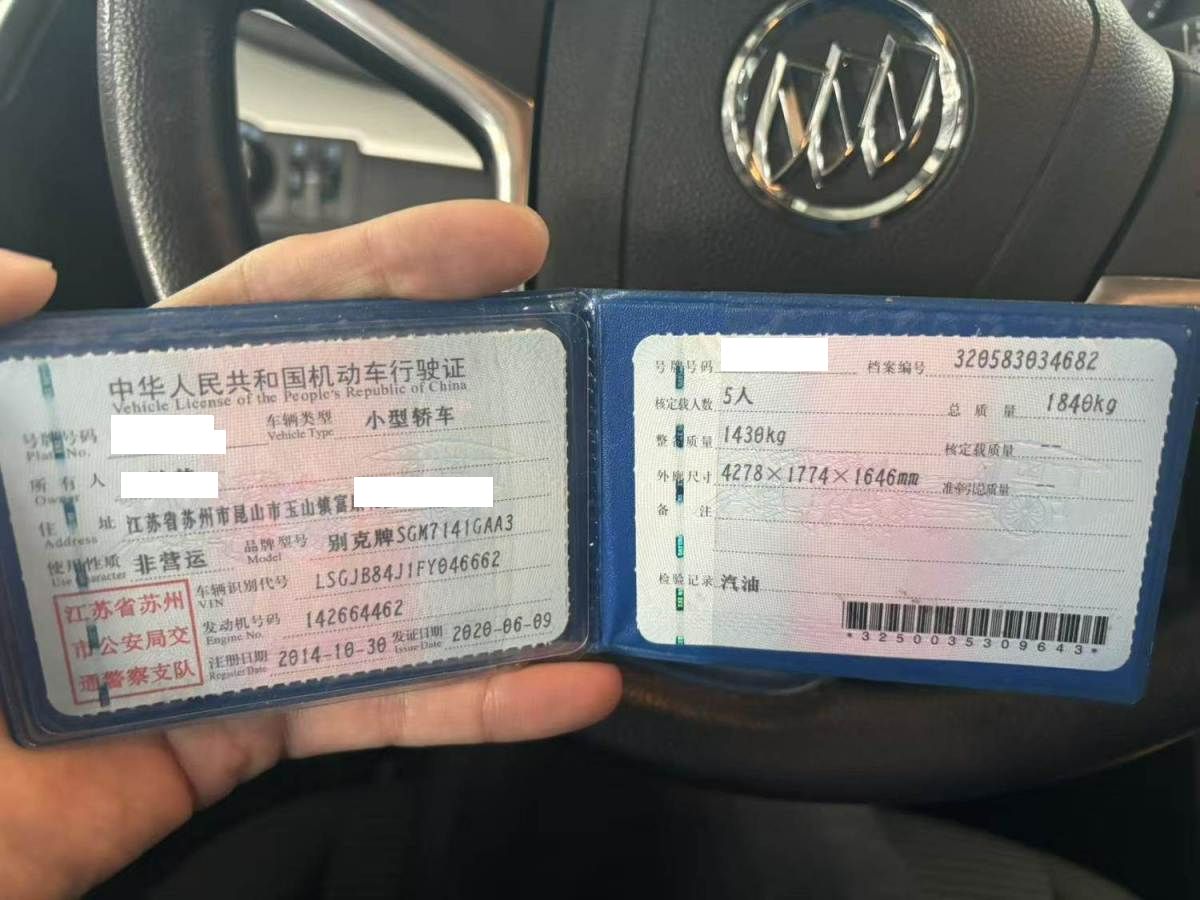 中华人民共和国机动车行驶证
Vehicle License of the People's Republic of China
号牌号码
Plate No.
车辆类型 小型轿车
Vehicle Type
所有人
Owner
住址 江苏省苏州市昆山市玉山镇富
Address
使用性质 非营运
Use Character
品牌型号 别克牌SGM7141GAA3
Model
江苏省苏州
市公安局交
通警察支队
车辆识别代号 LSGJB84J1FY046662
VIN
发动机号码 142664462
Engine No.
注册日期 2014-10-30 发证日期 2020-06-09
Register Date Issue Date
号牌号码 档案编号 320583034682
核定载人数 5人 总质量 1840kg
整备质量 1430kg 核定载质量 --
外廓尺寸 4278×1774×1646mm 准牵引总质量 --
备注
检验记录 汽油
*3250035309643*